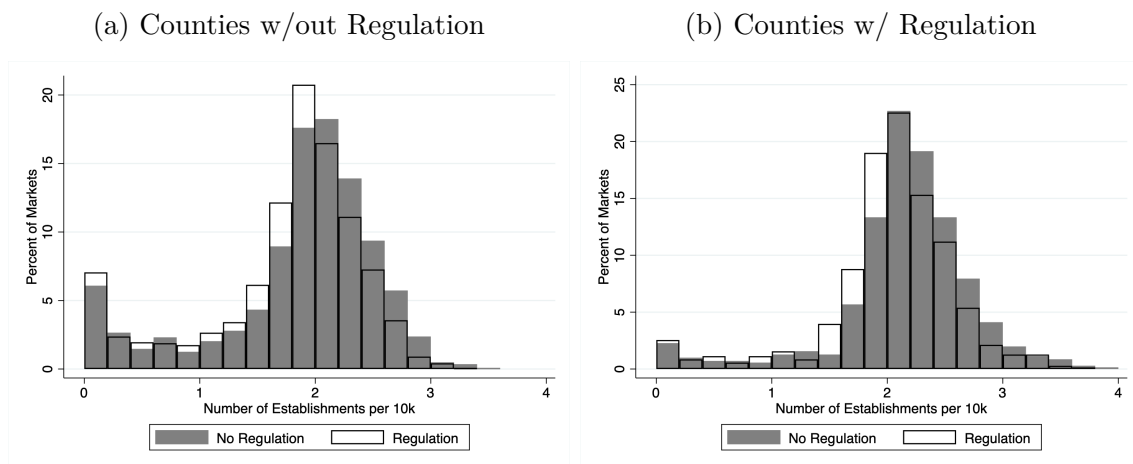 (a) Counties w/out Regulation
20
15
10
5
0
Percent of Markets
0 1 2 3 4
Number of Establishments per 10k
No Regulation Regulation
(b) Counties w/ Regulation
25
20
15
10
5
0
Percent of Markets
0 1 2 3 4
Number of Establishments per 10k
No Regulation Regulation